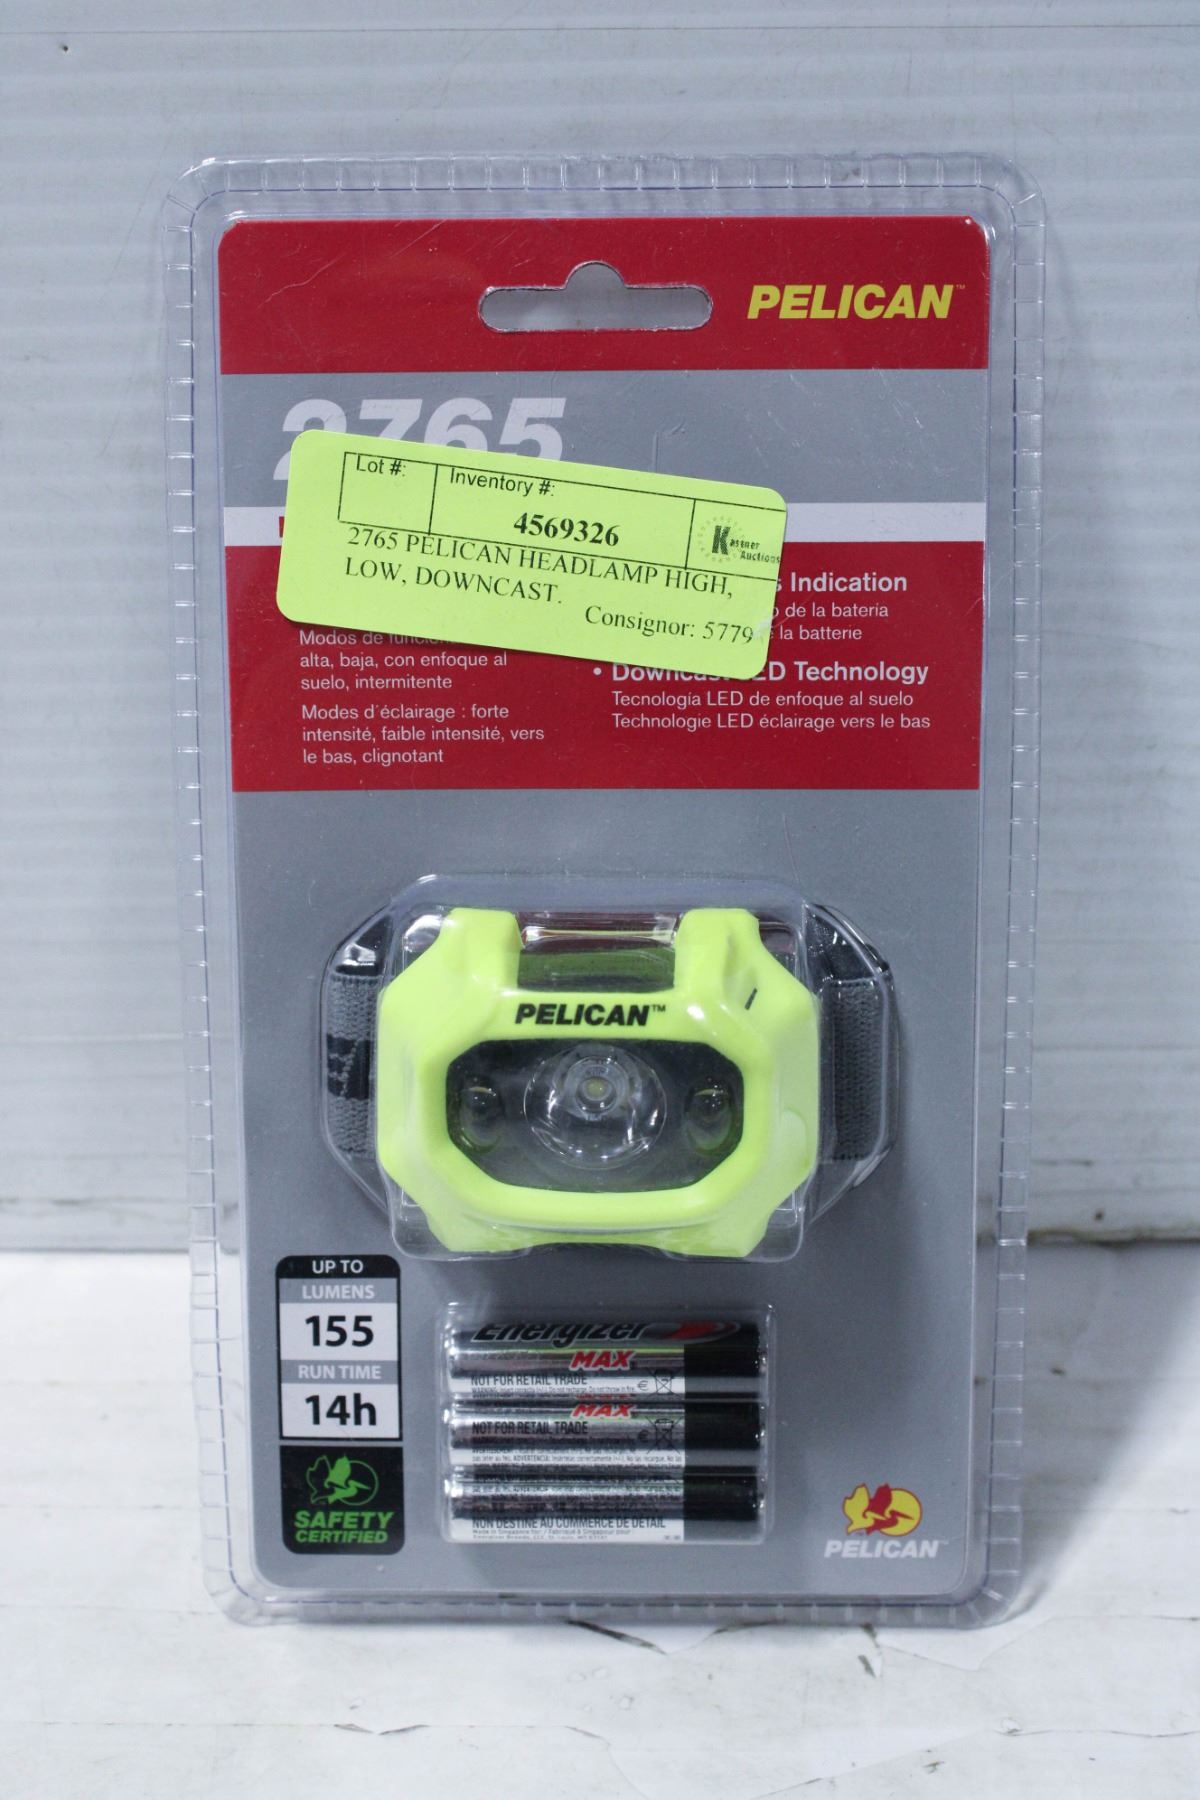 PELICAN™
2765
Lot #:
Inventory #:
4569326
Kastner
Auctions
2765 PELICAN HEADLAMP HIGH,
LOW, DOWNCAST.
Consignor: 5779
Indication
de la batería
la batterie
Modos de
alta, baja, con enfoque al
suelo, intermitente
Modes d'éclairage : forte
intensité, faible intensité, vers
le bas, clignotant
• Downcast LED Technology
Tecnología LED de enfoque al suelo
Technologie LED éclairage vers le bas
PELICAN™
UP TO
LUMENS
155
RUN TIME
14h
SAFETY
CERTIFIED
Energizer
MAX
NOT FOR RETAIL TRADE
MAX
NOT FOR RETAIL TRADE
NON DESTINE AU COMMERCE DE DETAIL
PELICAN™